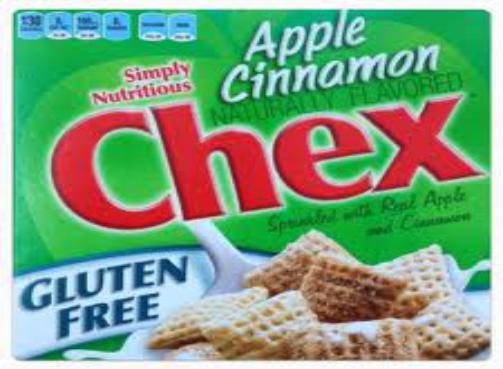 130
Apple
Cinnamon
NATURALLY FLAVORED
Simply
Nutritious
Chex
Sprinkled with Real Apple
and Cinnamon
GLUTEN
FREE